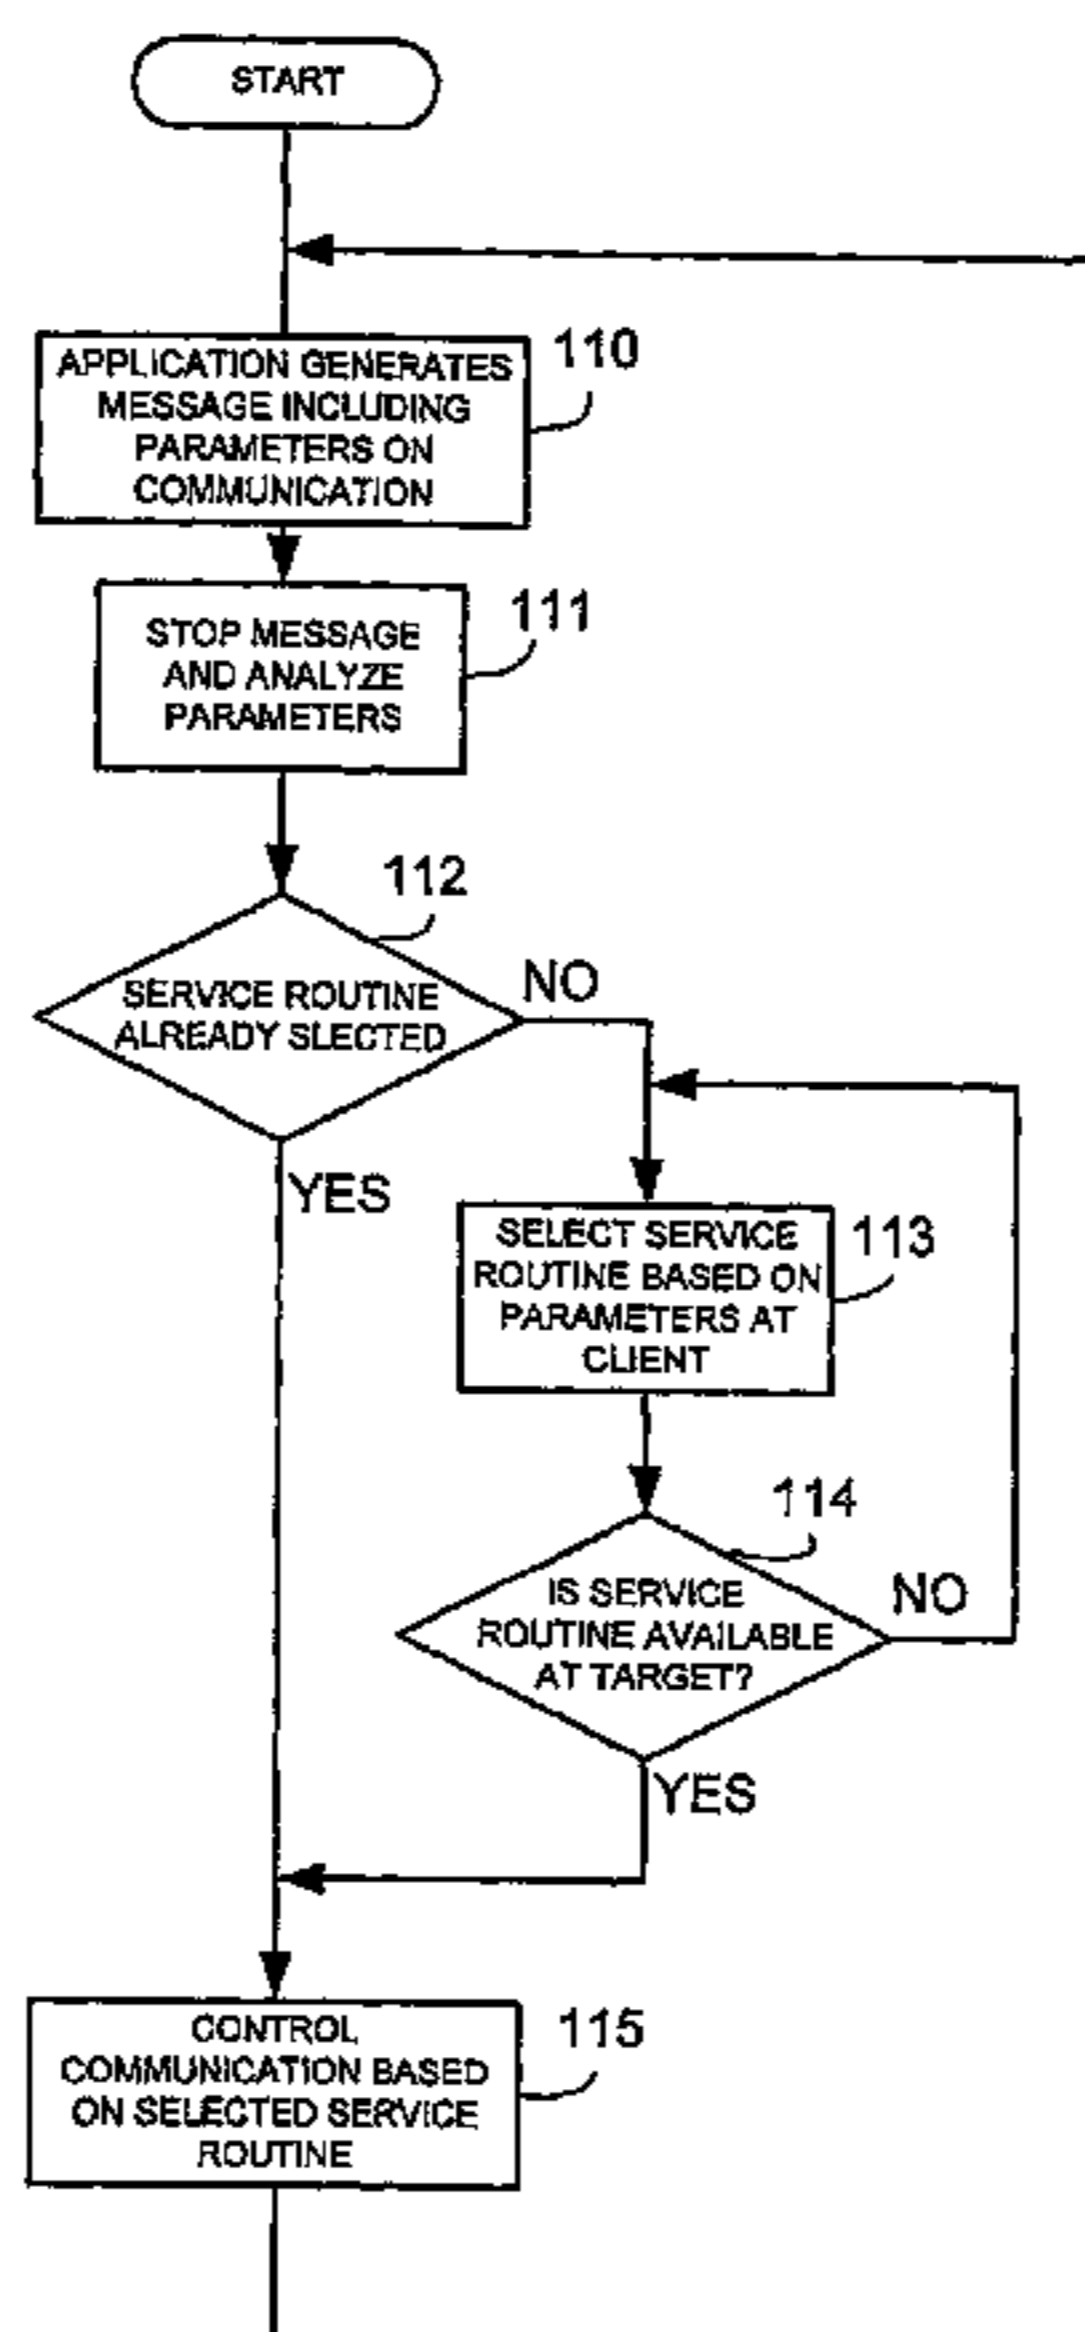 START
110
APPLICATION GENERATES
MESSAGE INCLUDING
PARAMETERS ON
COMMUNICATION
111
STOP MESSAGE
AND ANALYZE
PARAMETERS
112
SERVICE ROUTINE
ALREADY SLECTED
NO
YES
SELECT SERVICE
ROUTINE BASED ON
PARAMETERS AT
CLIENT
113
114
IS SERVICE
ROUTINE AVAILABLE
AT TARGET?
NO
YES
CONTROL
COMMUNICATION BASED
ON SELECTED SERVICE
ROUTINE
115